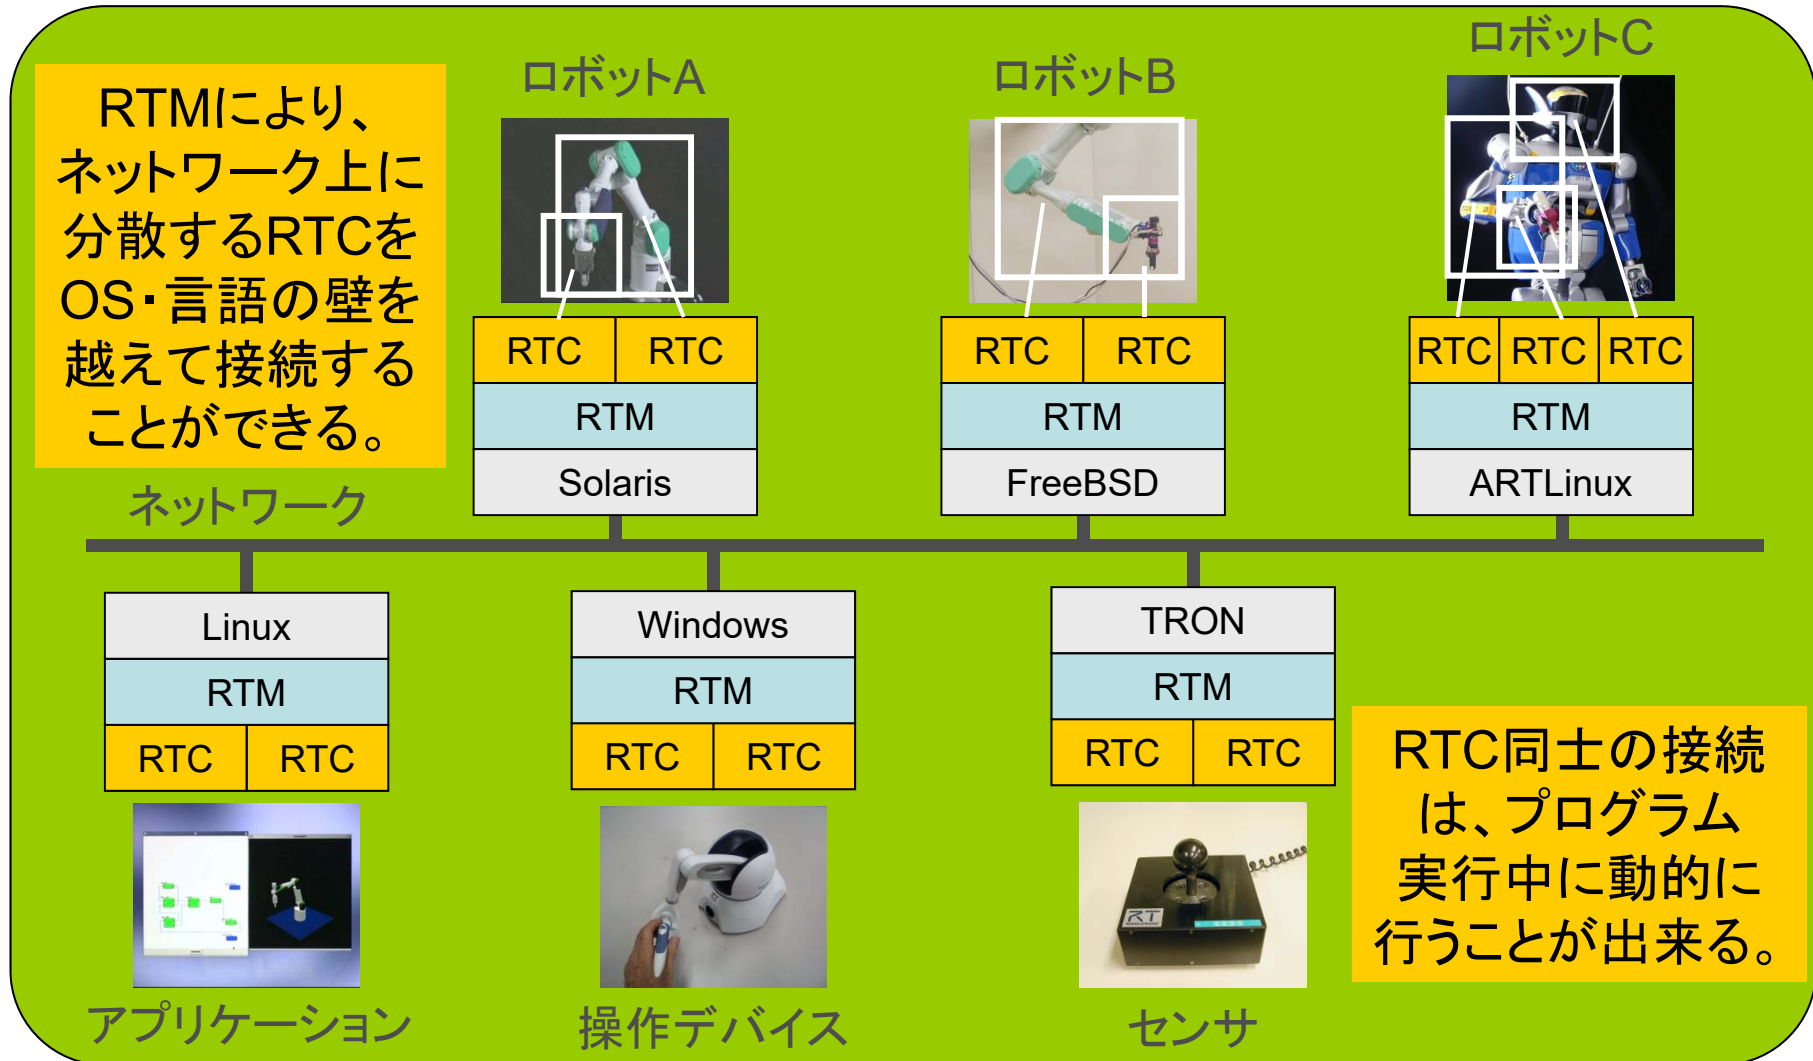 ロボットA
ロボットB
ロボットC
RTMにより、
ネットワーク上に
分散するRTCを
OS・言語の壁を
越えて接続する
ことができる。
RTC RTC
RTM
Solaris
RTC RTC
RTM
FreeBSD
RTC RTC RTC
RTM
ARTLinux
ネットワーク
Linux
RTM
RTC RTC
アプリケーション
Windows
RTM
RTC RTC
操作デバイス
TRON
RTM
RTC RTC
RT
センサ
RTC同士の接続
は、プログラム
実行中に動的に
行うことが出来る。